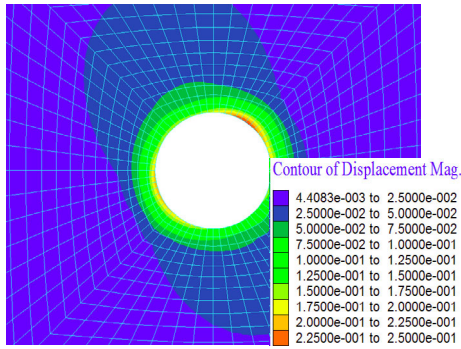 Contour of Displacement Mag.
4.4083e-003 to 2.5000e-002
2.5000e-002 to 5.0000e-002
5.0000e-002 to 7.5000e-002
7.5000e-002 to 1.0000e-001
1.0000e-001 to 1.2500e-001
1.2500e-001 to 1.5000e-001
1.5000e-001 to 1.7500e-001
1.7500e-001 to 2.0000e-001
2.0000e-001 to 2.2500e-001
2.2500e-001 to 2.5000e-001